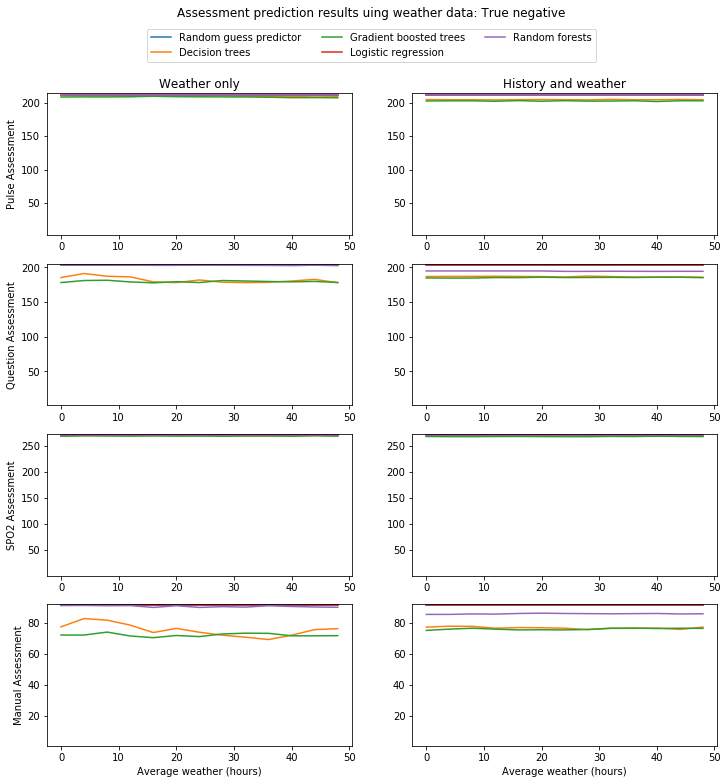 Assessment prediction results uing weather data: True negative
Random guess predictor Gradient boosted trees Random forests
Decision trees Logistic regression
Weather only
History and weather
Pulse Assessment
200
150
100
50
0 10 20 30 40 50
200
150
100
50
0 10 20 30 40 50
Question Assessment
200
150
100
50
0 10 20 30 40 50
200
150
100
50
0 10 20 30 40 50
SPO2 Assessment
250
200
150
100
50
0 10 20 30 40 50
250
200
150
100
50
0 10 20 30 40 50
Manual Assessment
80
60
40
20
0 10 20 30 40 50
Average weather (hours)
80
60
40
20
0 10 20 30 40 50
Average weather (hours)